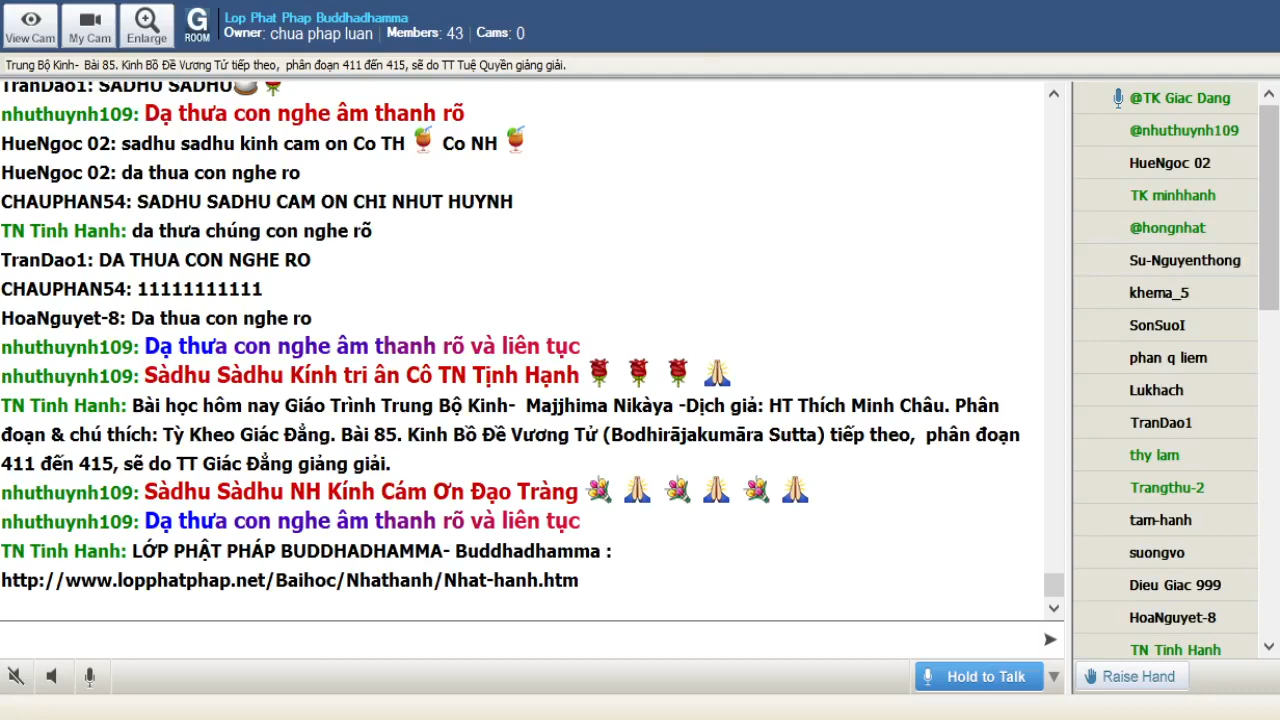 View Cam
My Cam
Enlarge
G
ROOM
Lop Phat Phap Buddhadhamma
Owner: chua phap luan | Members: 43 | Cams: 0
Trung Bộ Kinh- Bài 85. Kinh Bồ Đề Vương Tử tiếp theo, phân đoạn 411 đến 415, sẽ do TT Tuệ Quyền giảng giải.
TranDao1: SADHU SADHU
nhuthuynh109: Dạ thưa con nghe âm thanh rõ
HueNgoc 02: sadhu sadhu kinh cam on Co TH Co NH
HueNgoc 02: da thua con nghe ro
CHAUPHAN54: SADHU SADHU CAM ON CHI NHUT HUYNH
TN Tinh Hanh: da thưa chúng con nghe rõ
TranDao1: DA THUA CON NGHE RO
CHAUPHAN54: 11111111111
HoaNguyet-8: Da thua con nghe ro
nhuthuynh109: Dạ thưa con nghe âm thanh rõ và liên tục
nhuthuynh109: Sàdhu Sàdhu Kính tri ân Cô TN Tịnh Hạnh
TN Tinh Hanh: Bài học hôm nay Giáo Trình Trung Bộ Kinh- Majjhima Nikàya -Dịch giả: HT Thích Minh Châu. Phân
đoạn & chú thích: Tỳ Kheo Giác Đẳng. Bài 85. Kinh Bồ Đề Vương Tử (Bodhirājakumāra Sutta) tiếp theo, phân đoạn
411 đến 415, sẽ do TT Giác Đẳng giảng giải.
nhuthuynh109: Sàdhu Sàdhu NH Kính Cám Ơn Đạo Tràng
nhuthuynh109: Dạ thưa con nghe âm thanh rõ và liên tục
TN Tinh Hanh: LỚP PHẬT PHÁP BUDDHADHAMMA- Buddhadhamma :
http://www.lopphatphap.net/Baihoc/Nhathanh/Nhat-hanh.htm
@TK Giac Dang
@nhuthuynh109
HueNgoc 02
TK minhhanh
@hongnhat
Su-Nguyenthong
khema_5
SonSuoI
phan q liem
Lukhach
TranDao1
thy lam
Trangthu-2
tam-hanh
suongvo
Dieu Giac 999
HoaNguyet-8
TN Tinh Hanh
Hold to Talk
Raise Hand